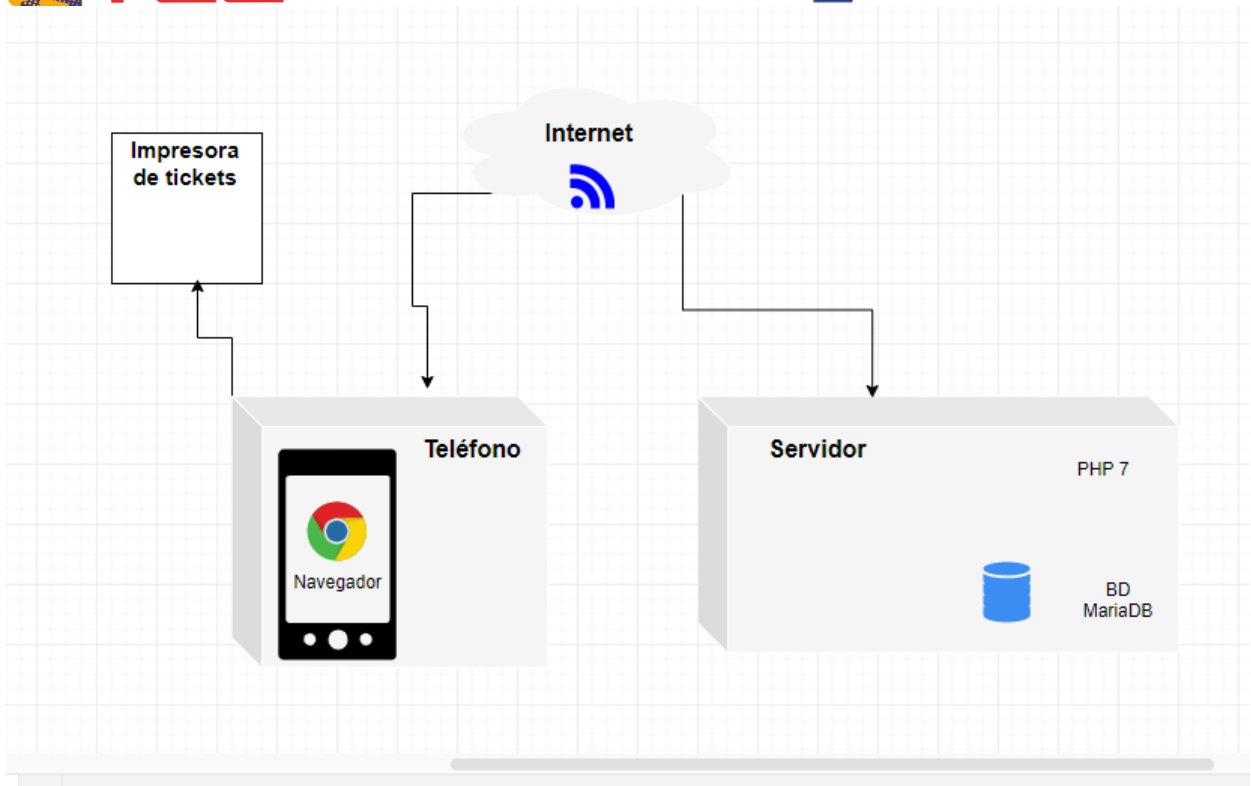 Internet
Impresora
de tickets
Teléfono
Navegador
Servidor
PHP 7
BD
MariaDB